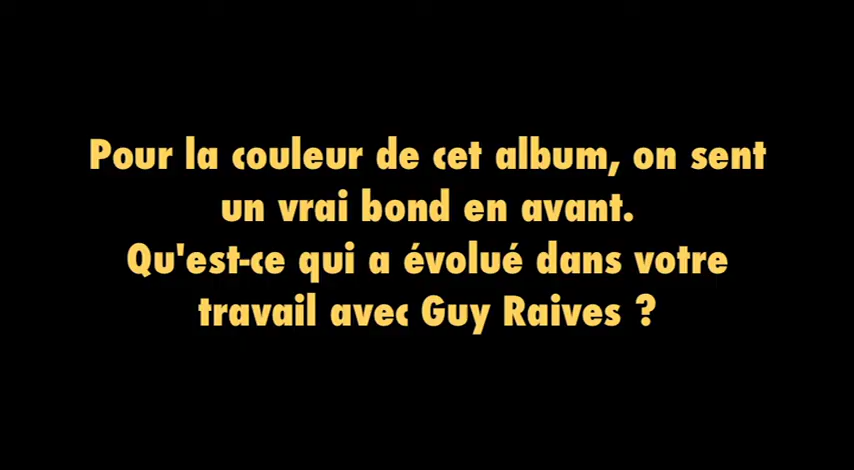 Pour la couleur de cet album, on sent
un vrai bond en avant.
Qu'est-ce qui a évolué dans votre
travail avec Guy Raives ?